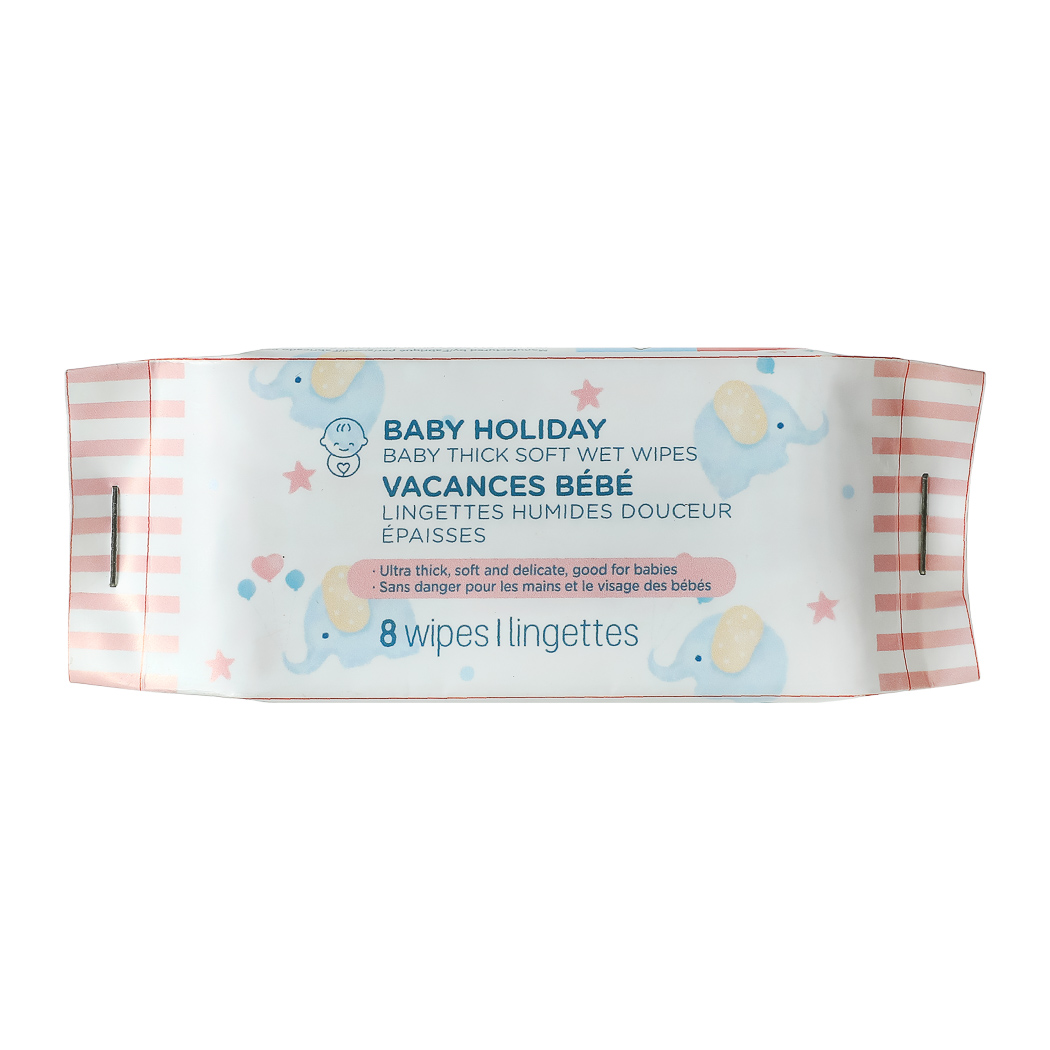 BABY HOLIDAY
BABY THICK SOFT WET WIPES
VACANCES BÉBÉ
LINGETTES HUMIDES DOUCEUR
ÉPAISSES
· Ultra thick, soft and delicate, good for babies
· Sans danger pour les mains et le visage des bébés
8 wipes | lingettes